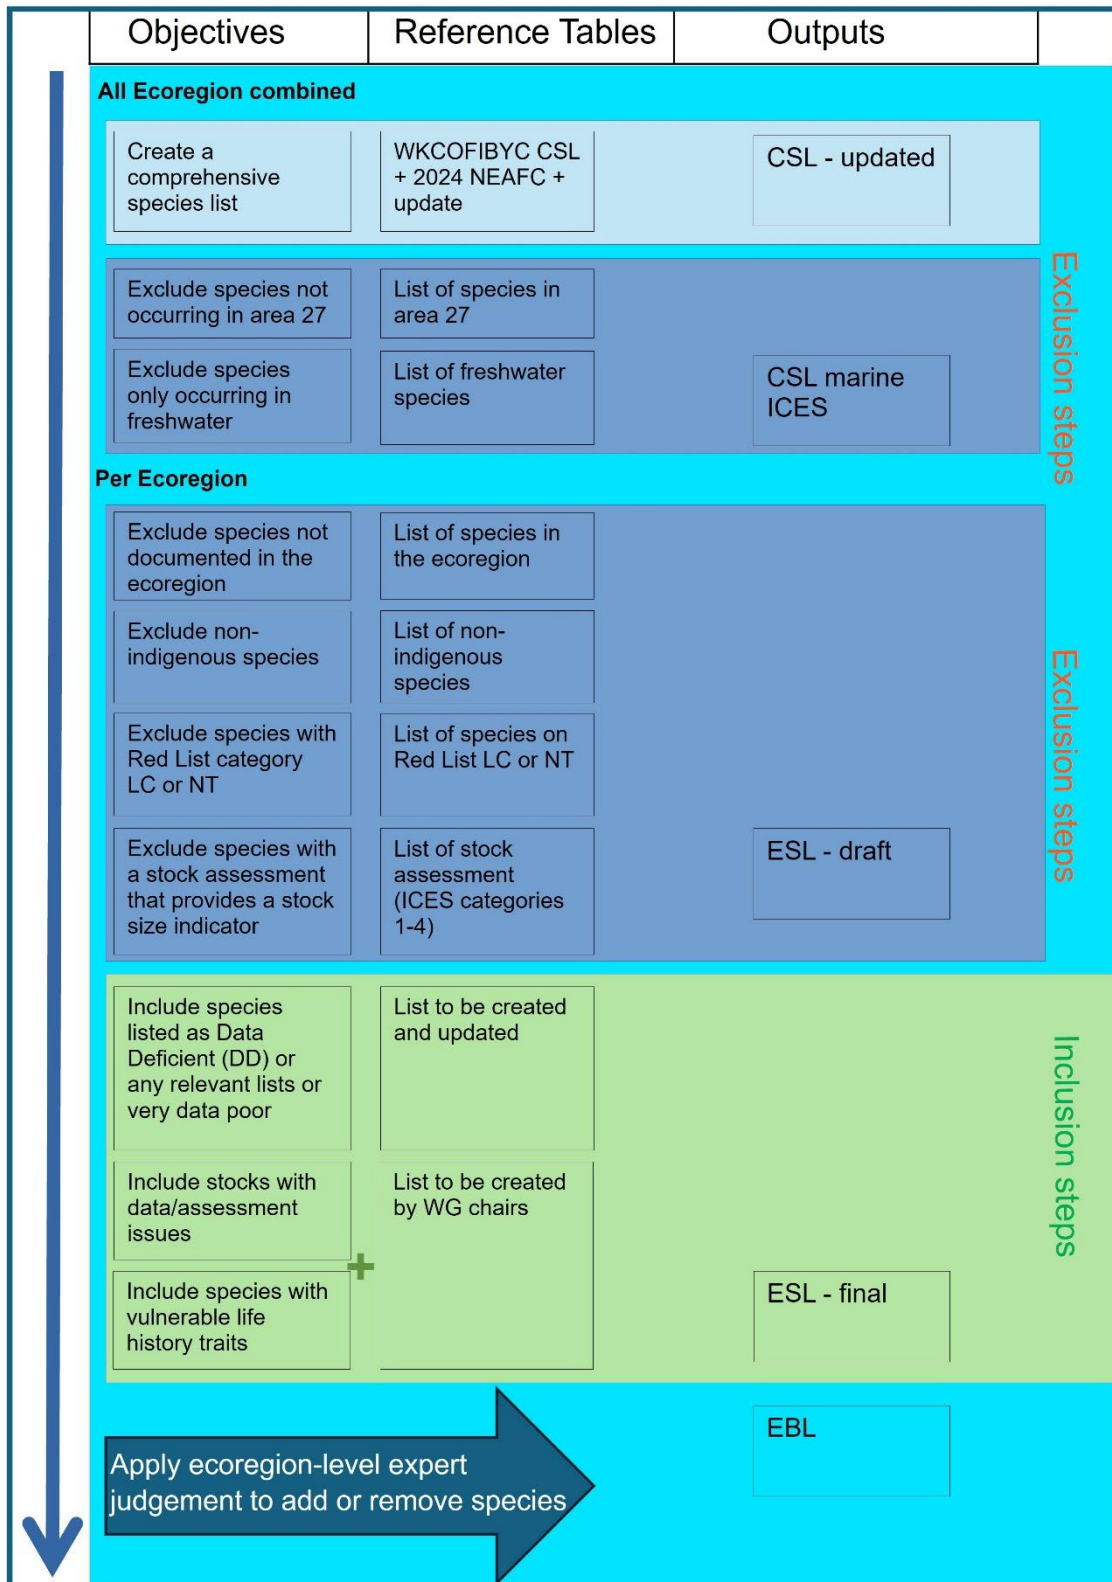 Objectives
Reference Tables
Outputs
All Ecoregion combined
Create a
comprehensive
species list
WKCOFIBYC CSL
+ 2024 NEAFC +
update
CSL - updated
Exclude species not
occurring in area 27
List of species in
area 27
Exclude species
only occurring in
freshwater
List of freshwater
species
CSL marine
ICES
Exclusion steps
Per Ecoregion
Exclude species not
documented in the
ecoregion
List of species in
the ecoregion
Exclude non-
indigenous species
List of non-
indigenous
species
Exclude species with
Red List category
LC or NT
List of species on
Red List LC or NT
Exclude species with
a stock assessment
that provides a stock
size indicator
List of stock
assessment
(ICES categories
1-4)
ESL - draft
Exclusion steps
Include species
listed as Data
Deficient (DD) or
any relevant lists or
very data poor
List to be created
and updated
Include stocks with
data/assessment
issues
List to be created
by WG chairs
+
Include species with
vulnerable life
history traits
ESL - final
Inclusion steps
Apply ecoregion-level expert
judgement to add or remove species
EBL